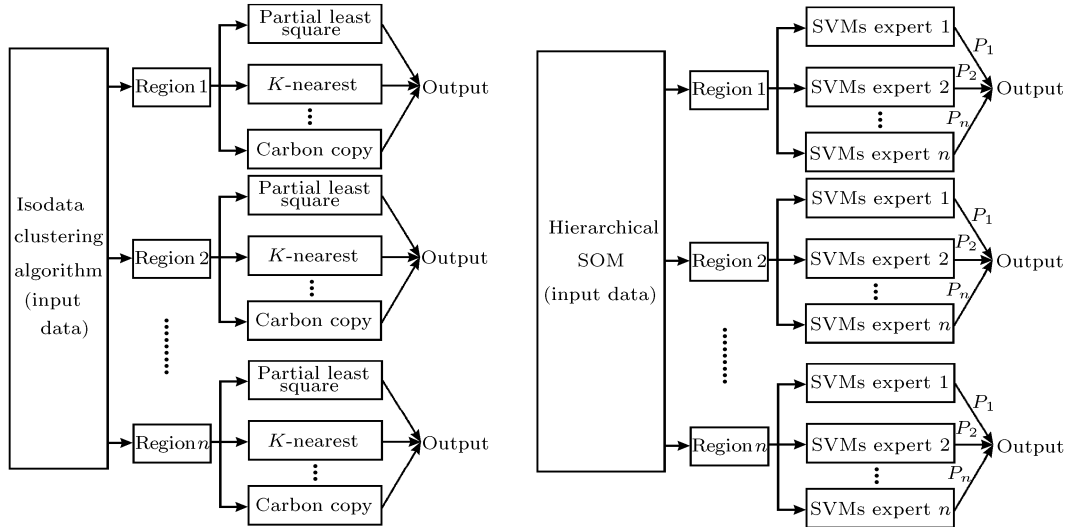 Isodata
clustering
algorithm
(input
data)
Region 1
Partial least
square
K-nearest
Carbon copy
Output
Region 2
Partial least
square
K-nearest
Carbon copy
Output
Region n
Partial least
square
K-nearest
Carbon copy
Output
Hierarchical
SOM
(input data)
Region 1
SVMs expert 1
SVMs expert 2
SVMs expert n
P1
P2
Pn
Output
Region 2
SVMs expert 1
SVMs expert 2
SVMs expert n
P1
P2
Pn
Output
Region n
SVMs expert 1
SVMs expert 2
SVMs expert n
P1
P2
Pn
Output